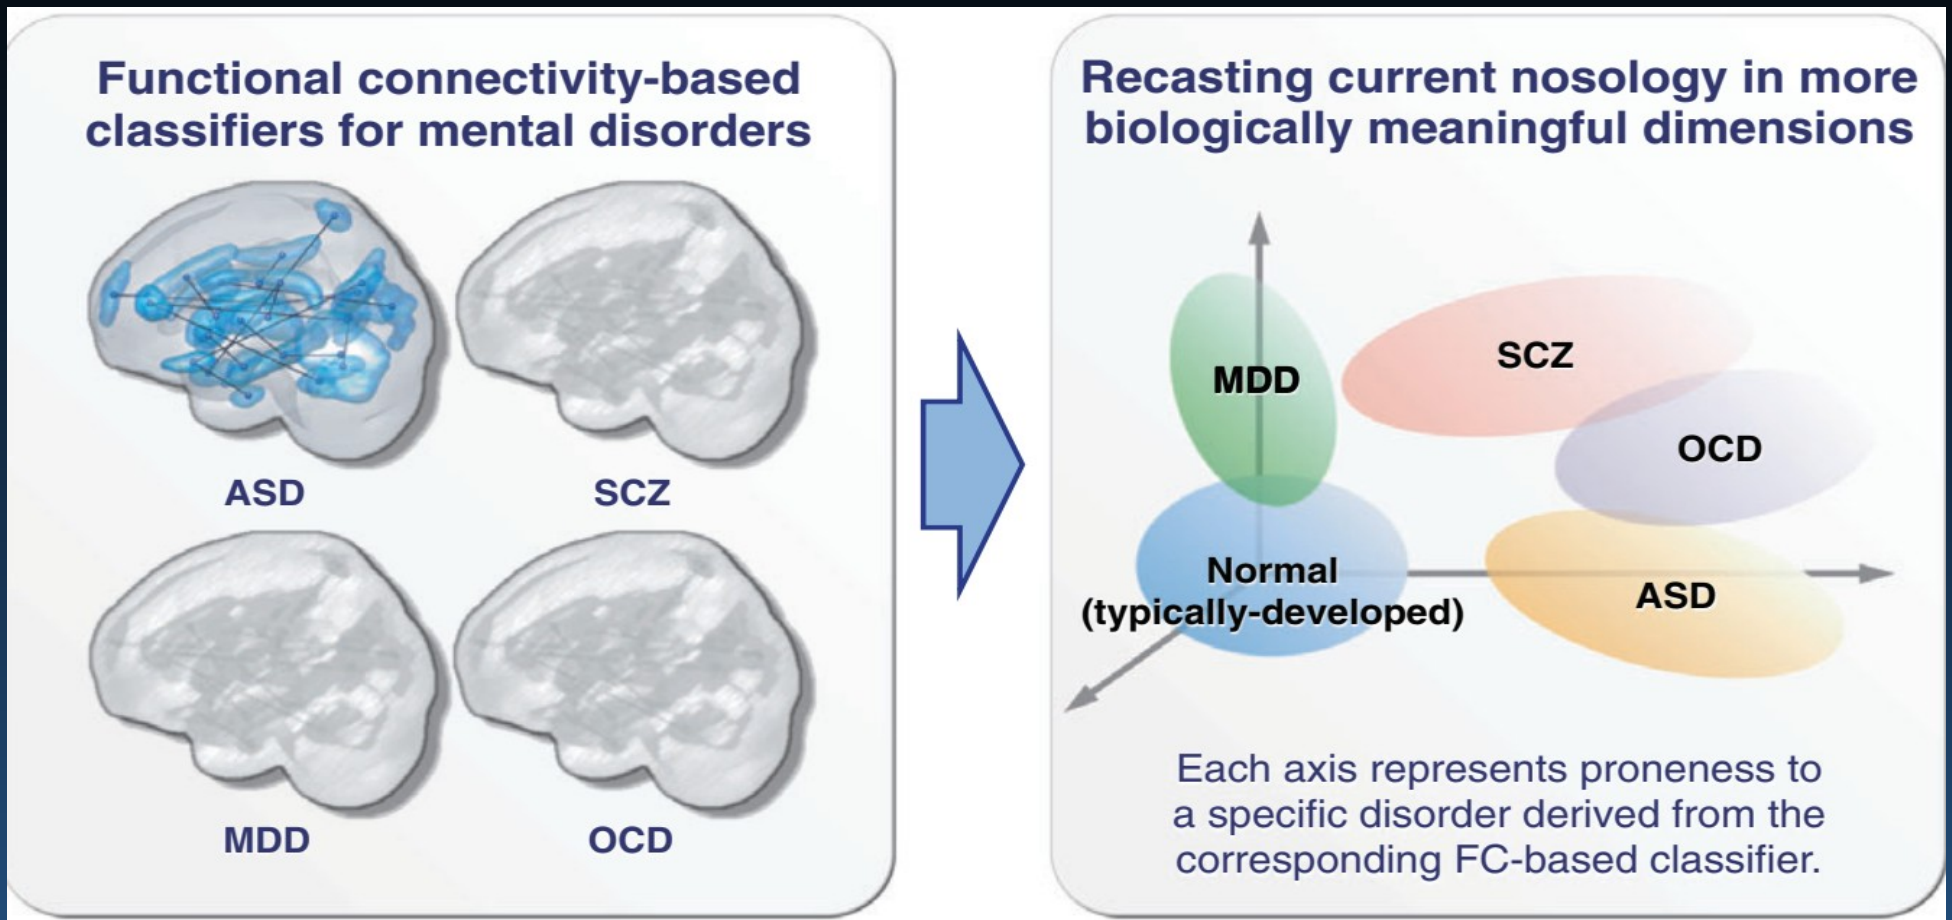 Functional connectivity-based
classifiers for mental disorders
ASD
SCZ
MDD
OCD
Recasting current nosology in more
biologically meaningful dimensions
MDD
SCZ
OCD
Normal
(typically-developed)
ASD
Each axis represents proneness to
a specific disorder derived from the
corresponding FC-based classifier.